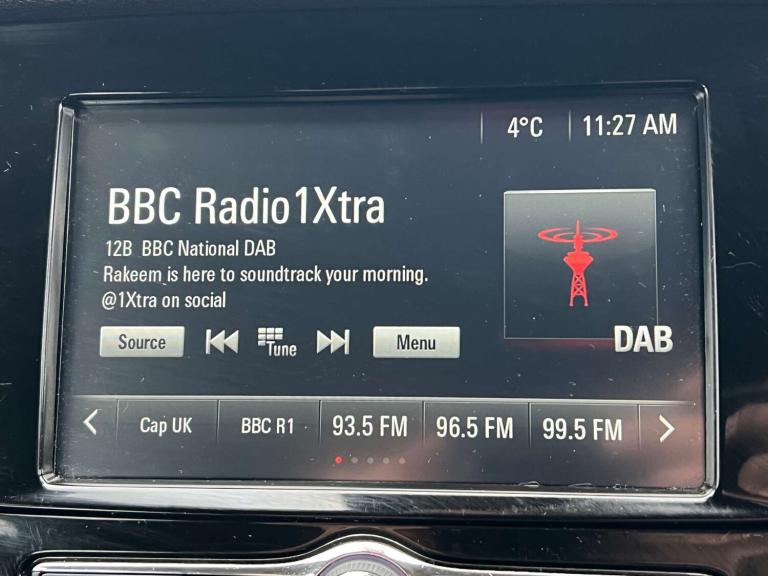 4°C 11:27 AM
BBC Radio1Xtra
12B BBC National DAB
Rakeem is here to soundtrack your morning.
@1Xtra on social
DAB
Source Tune Menu
Cap UK BBC R1 93.5 FM 96.5 FM 99.5 FM